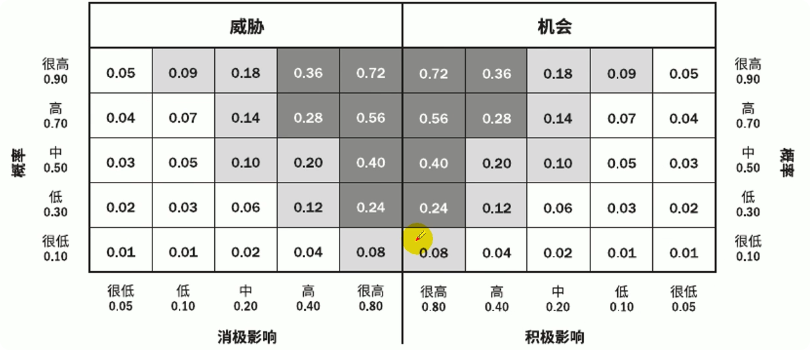 威胁 机会
很高 0.05 0.09 0.18 0.36 0.72 0.72 0.36 0.18 0.09 0.05 很高
0.90 0.90
高 0.04 0.07 0.14 0.28 0.56 0.56 0.28 0.14 0.07 0.04 高
0.70 0.70
中 0.03 0.05 0.10 0.20 0.40 0.40 0.20 0.10 0.05 0.03 中
0.50 0.50
概率 概率
低 0.02 0.03 0.06 0.12 0.24 0.24 0.12 0.06 0.03 0.02 低
0.30 0.30
很低 0.01 0.01 0.02 0.04 0.08 0.08 0.04 0.02 0.01 0.01 很低
0.10 0.10
很低 低 中 高 很高 很高 高 中 低 很低
0.05 0.10 0.20 0.40 0.80 0.80 0.40 0.20 0.10 0.05
消极影响 积极影响